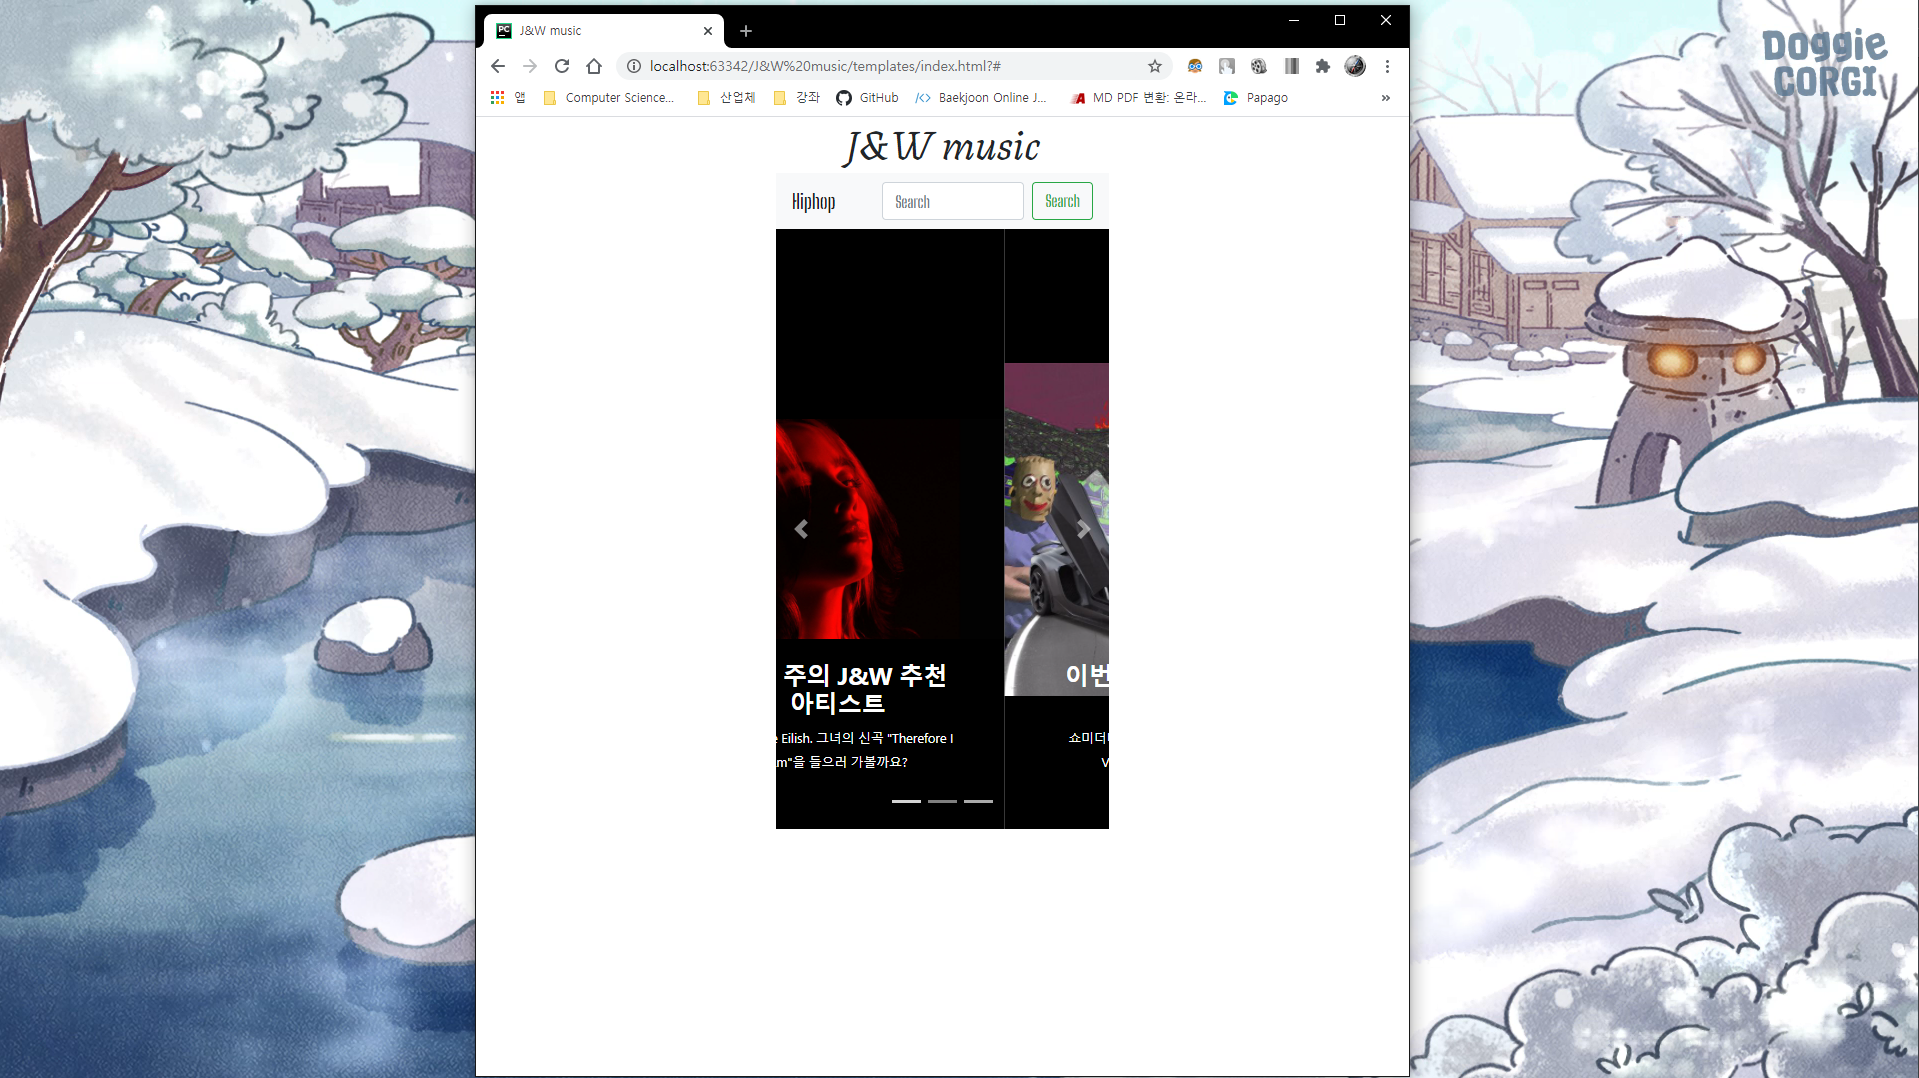 Doggie
CORGI
PC
J&W music
localhost:63342/J&W%20music/templates/index.html?#
앱
Computer Science...
산업체
강좌
GitHub
Baekjoon Online J...
MD PDF 변환: 온라...
Papago
»
J&W music
Hiphop
Search
Search
주의 J&W 추천
아티스트
Eilish. 그녀의 신곡 "Therefore I
m"을 들으러 가볼까요?
이번
쇼미더
V